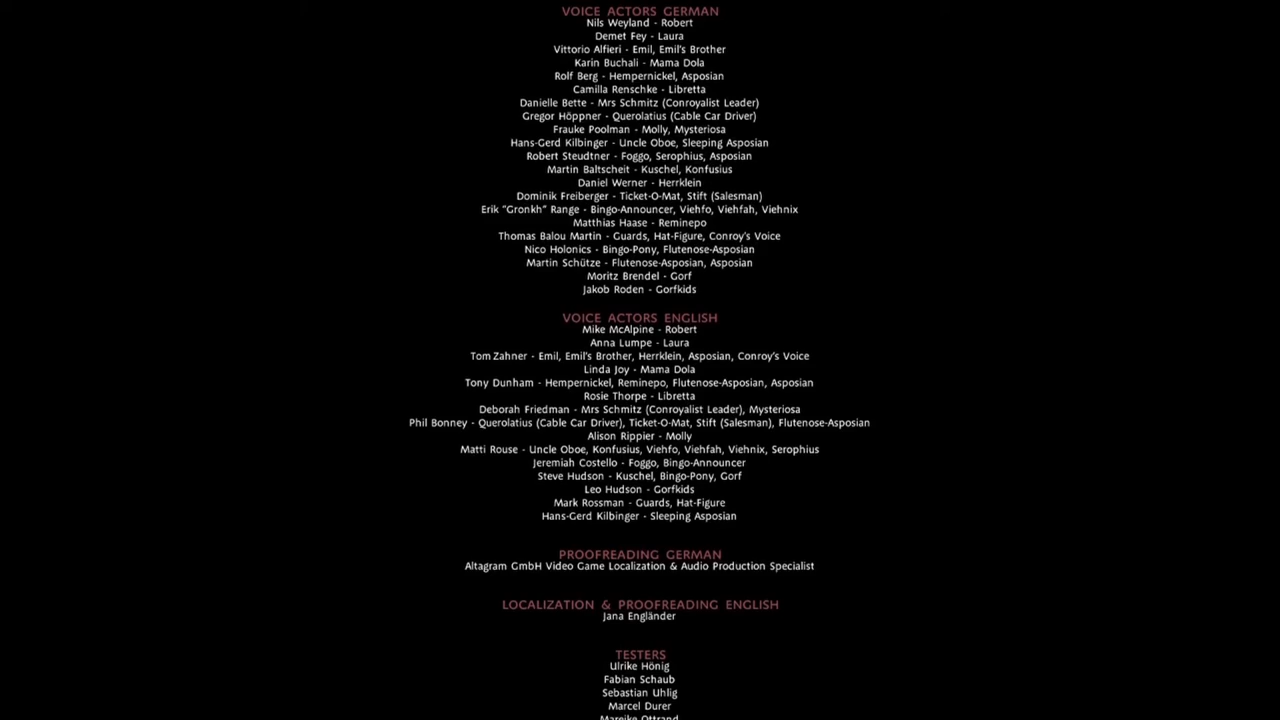 VOICE ACTORS GERMAN
Nils Weyland - Robert
Demet Fey - Laura
Vittorio Alfieri - Emil, Emil's Brother
Karin Buchali - Mama Dola
Rolf Berg - Hempernickel, Asposian
Camilla Renschke - Libretta
Danielle Bette - Mrs Schmitz (Conroyalist Leader)
Gregor Höppner - Querolatius (Cable Car Driver)
Frauke Poolman - Molly, Mysteriosa
Hans-Gerd Kilbinger - Uncle Oboe, Sleeping Asposian
Robert Steudtner - Foggo, Serophius, Asposian
Martin Baltscheit - Kuschel, Konfusius
Daniel Werner - Herrklein
Dominik Freiberger - Ticket-O-Mat, Stift (Salesman)
Erik "Gronkh" Range - Bingo-Announcer, Viehfo, Viehfah, Viehnix
Matthias Haase - Reminepo
Thomas Balou Martin - Guards, Hat-Figure, Conroy's Voice
Nico Holonics - Bingo-Pony, Flutenose-Asposian
Martin Schütze - Flutenose-Asposian, Asposian
Moritz Brendel - Gorf
Jakob Roden - Gorfkids
VOICE ACTORS ENGLISH
Mike McAlpine - Robert
Anna Lumpe - Laura
Tom Zahner - Emil, Emil's Brother, Herrklein, Asposian, Conroy's Voice
Linda Joy - Mama Dola
Tony Dunham - Hempernickel, Reminepo, Flutenose-Asposian, Asposian
Rosie Thorpe - Libretta
Deborah Friedman - Mrs Schmitz (Conroyalist Leader), Mysteriosa
Phil Bonney - Querolatius (Cable Car Driver), Ticket-O-Mat, Stift (Salesman), Flutenose-Asposian
Alison Rippier - Molly
Matti Rouse - Uncle Oboe, Konfusius, Viehfo, Viehfah, Viehnix, Serophius
Jeremiah Costello - Foggo, Bingo-Announcer
Steve Hudson - Kuschel, Bingo-Pony, Gorf
Leo Hudson - Gorfkids
Mark Rossman - Guards, Hat-Figure
Hans-Gerd Kilbinger - Sleeping Asposian
PROOFREADING GERMAN
Altagram GmbH Video Game Localization & Audio Production Specialist
LOCALIZATION & PROOFREADING ENGLISH
Jana Engländer
TESTERS
Ulrike Hönig
Fabian Schaub
Sebastian Uhlig
Marcel Durer
Mareike Ottrand